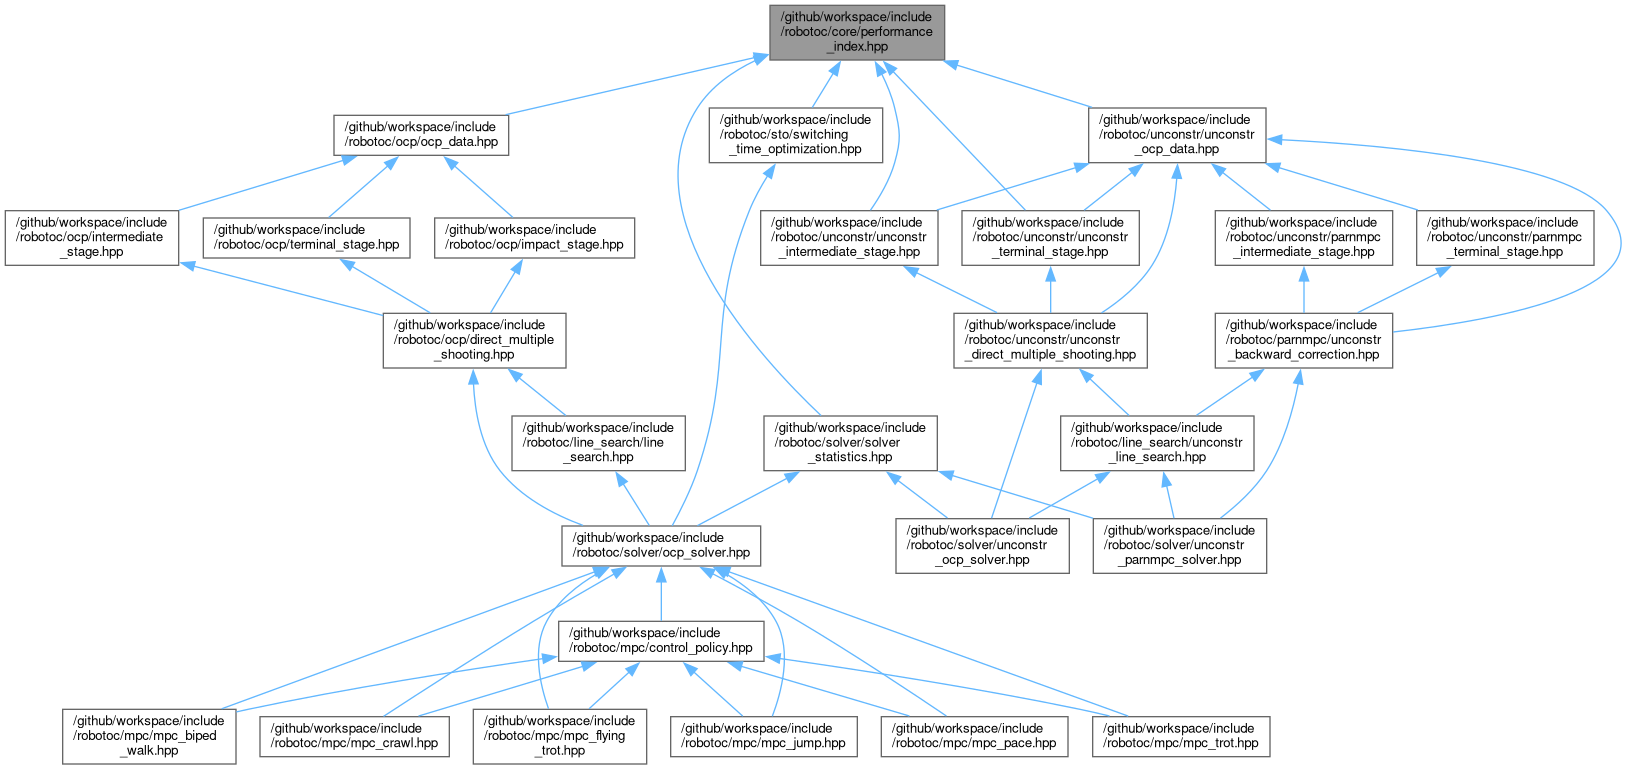 /github/workspace/include
/robotoc/core/performance
_index.hpp
/github/workspace/include
/robotoc/ocp/ocp_data.hpp
/github/workspace/include
/robotoc/sto/switching
_time_optimization.hpp
/github/workspace/include
/robotoc/unconstr/unconstr
_ocp_data.hpp
/github/workspace/include
/robotoc/ocp/intermediate
_stage.hpp
/github/workspace/include
/robotoc/ocp/terminal_stage.hpp
/github/workspace/include
/robotoc/ocp/impact_stage.hpp
/github/workspace/include
/robotoc/unconstr/unconstr
_intermediate_stage.hpp
/github/workspace/include
/robotoc/unconstr/unconstr
_terminal_stage.hpp
/github/workspace/include
/robotoc/unconstr/parnmpc
_intermediate_stage.hpp
/github/workspace/include
/robotoc/unconstr/parnmpc
_terminal_stage.hpp
/github/workspace/include
/robotoc/ocp/direct_multiple
_shooting.hpp
/github/workspace/include
/robotoc/unconstr/unconstr
_direct_multiple_shooting.hpp
/github/workspace/include
/robotoc/parnmpc/unconstr
_backward_correction.hpp
/github/workspace/include
/robotoc/line_search/line
_search.hpp
/github/workspace/include
/robotoc/solver/solver
_statistics.hpp
/github/workspace/include
/robotoc/line_search/unconstr
_line_search.hpp
/github/workspace/include
/robotoc/solver/ocp_solver.hpp
/github/workspace/include
/robotoc/solver/unconstr
_ocp_solver.hpp
/github/workspace/include
/robotoc/solver/unconstr
_parnmpc_solver.hpp
/github/workspace/include
/robotoc/mpc/control_policy.hpp
/github/workspace/include
/robotoc/mpc/mpc_biped
_walk.hpp
/github/workspace/include
/robotoc/mpc/mpc_crawl.hpp
/github/workspace/include
/robotoc/mpc/mpc_flying
_trot.hpp
/github/workspace/include
/robotoc/mpc/mpc_jump.hpp
/github/workspace/include
/robotoc/mpc/mpc_pace.hpp
/github/workspace/include
/robotoc/mpc/mpc_trot.hpp